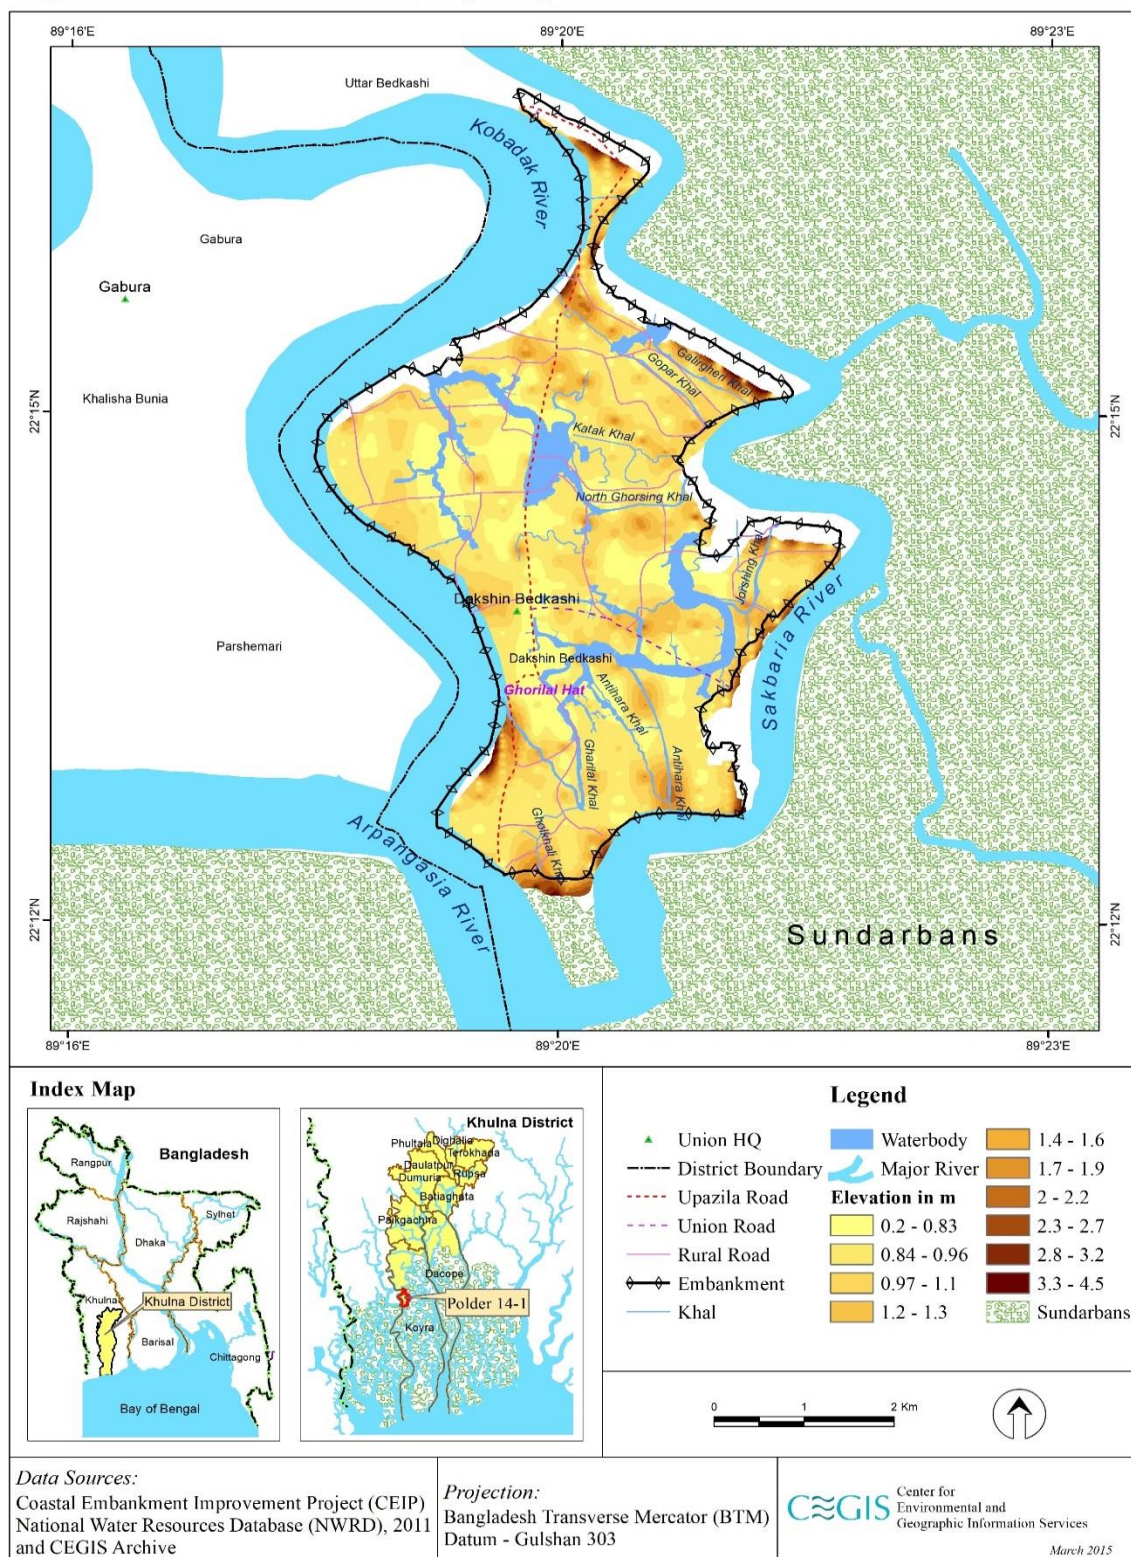 89°16'E
89°20'E
89°23'E
Uttar Bedkashi
Kobadak River
Gabura
Gabura
22°15'N
Khalisha Bunia
Gatirghen Khal
Gopar Khal
22°15'N
Katak Khal
North Ghorsing Khal
Jorshing Khal
Dakshin Bedkashi
Sakbaria River
Parshemari
Dakshin Bedkashi
Ghorilal Hat
Antihara Khal
Gharilal Khal
Antihara Khal
Arpangasia River
22°12'N
Sundarbans
22°12'N
89°16'E
89°20'E
89°23'E
Index Map
Bangladesh
Rangpur
Rajshahi
Sylhet
Dhaka
Khulna
Khulna District
Barisal
Chittagong
Bay of Bengal
Khulna District
Phultala
Dighalia
Terokhada
Daulatpur
Rupsa
Dumuria
Batiaghata
Paikgachha
Dacope
Polder 14-1
Koyra
Legend
Union HQ
District Boundary
Upazila Road
Union Road
Rural Road
Embankment
Khal
Waterbody
Major River
Elevation in m
0.2 - 0.83
0.84 - 0.96
0.97 - 1.1
1.2 - 1.3
1.4 - 1.6
1.7 - 1.9
2 - 2.2
2.3 - 2.7
2.8 - 3.2
3.3 - 4.5
Sundarbans
0 1 2 Km
Data Sources:
Coastal Embankment Improvement Project (CEIP)
National Water Resources Database (NWRD), 2011
and CEGIS Archive
Projection:
Bangladesh Transverse Mercator (BTM)
Datum - Gulshan 303
CEGIS
Center for
Environmental and
Geographic Information Services
March 2015